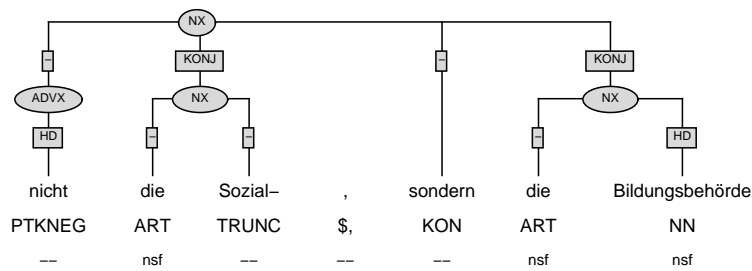 NX
– KONJ – KONJ
ADVX NX NX
HD – – – HD
nicht die Sozial– , sondern die Bildungsbehörde
PTKNEG ART TRUNC $, KON ART NN
–– nsf –– –– –– nsf nsf